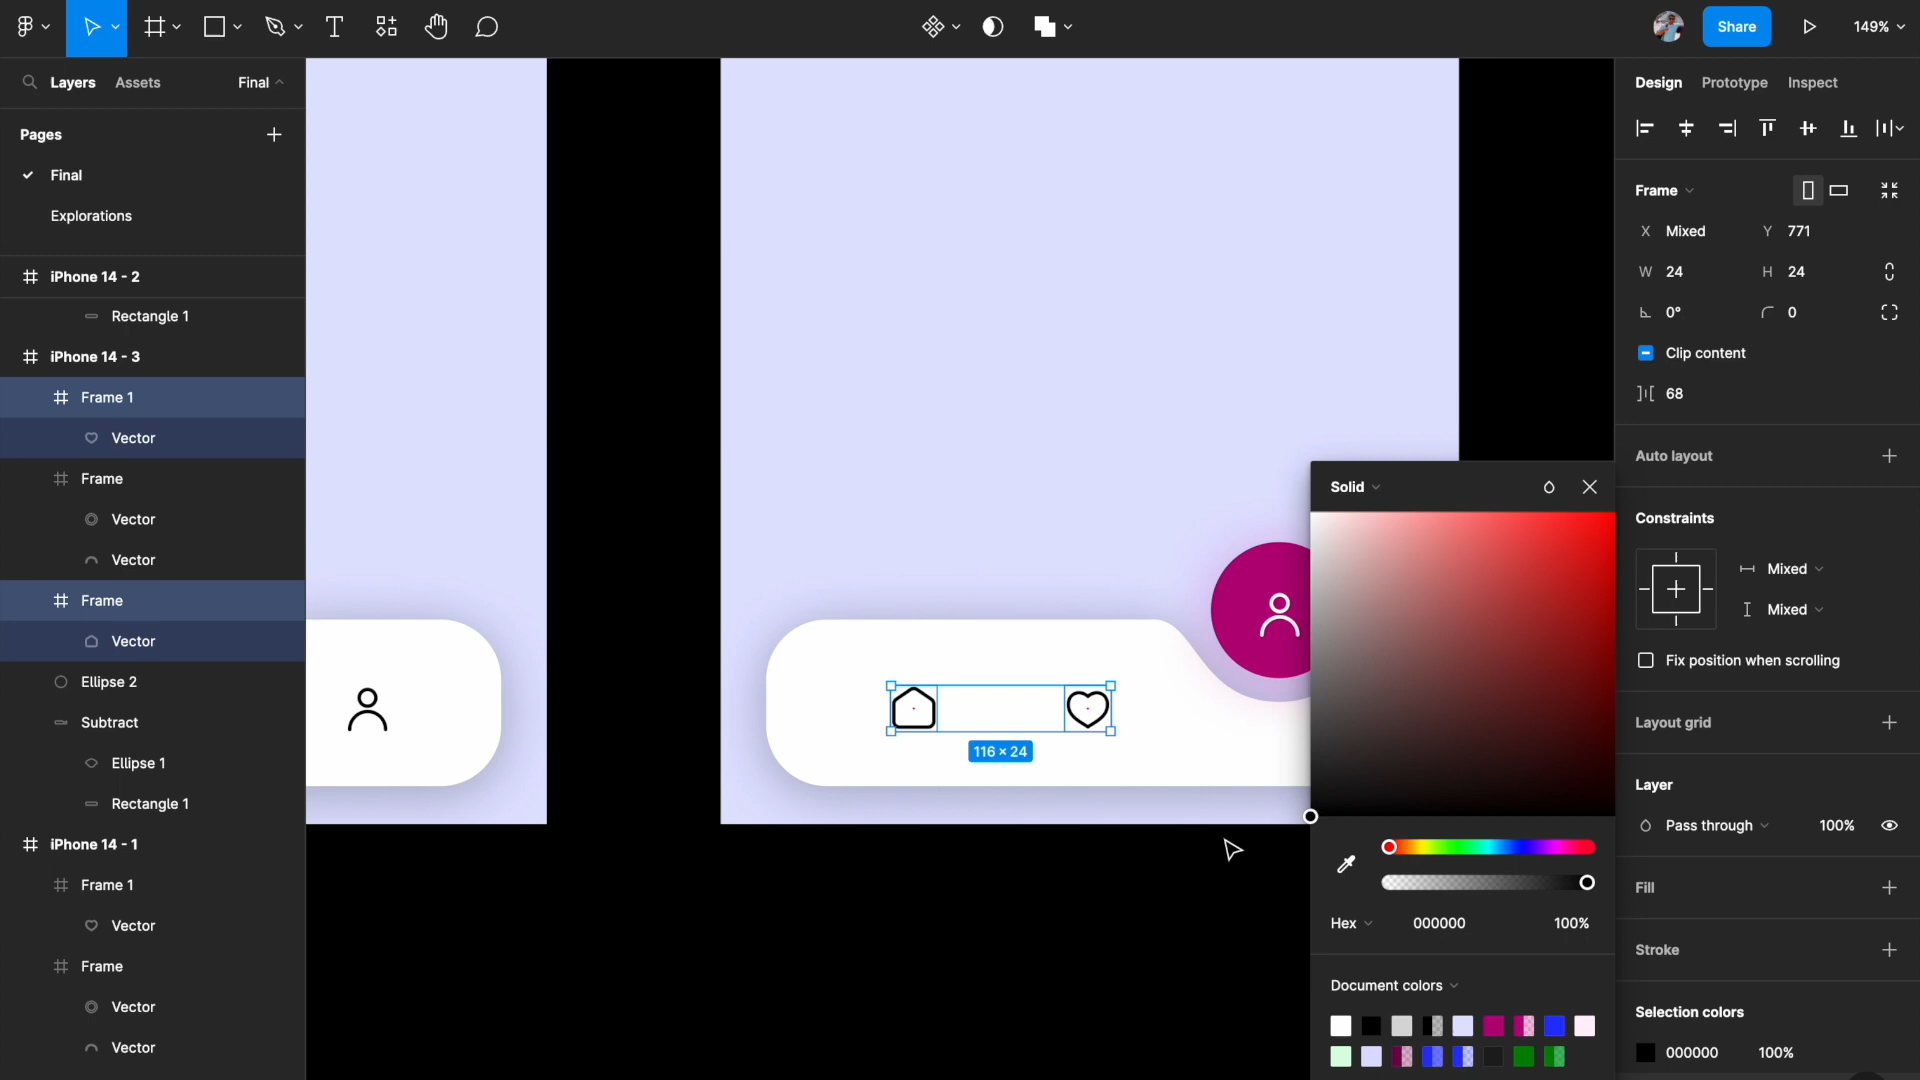 Share
149%
Layers
Assets
Final
Pages
Final
Explorations
iPhone 14 - 2
Rectangle 1
iPhone 14 - 3
Frame 1
Vector
Frame
Vector
Vector
Frame
Vector
Ellipse 2
Subtract
Ellipse 1
Rectangle 1
iPhone 14 - 1
Frame 1
Vector
Frame
Vector
Vector
116 × 24
Solid
Hex
000000
100%
Document colors
Design
Prototype
Inspect
Frame
X Mixed
Y 771
W 24
H 24
0°
0
Clip content
68
Auto layout
Constraints
Mixed
Mixed
Fix position when scrolling
Layout grid
Layer
Pass through
100%
Fill
Stroke
Selection colors
000000
100%